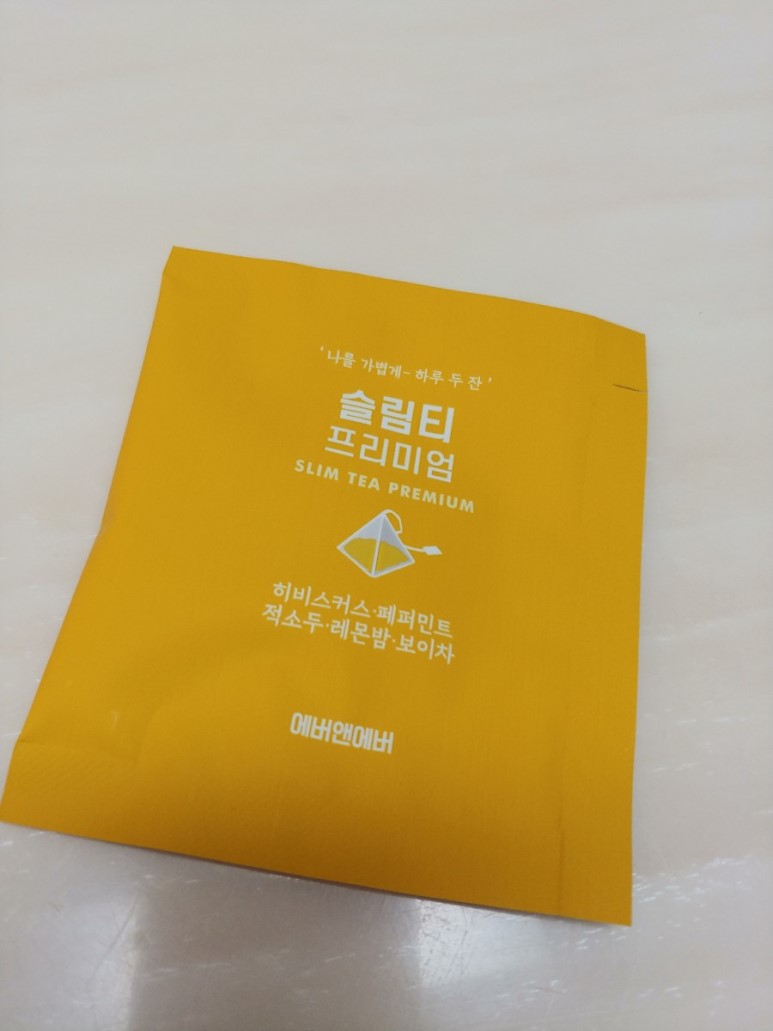 '나를 가볍게~ 하루 두 잔'
슬림티
프리미엄
SLIM TEA PREMIUM
히비스커스·페퍼민트
적소두·레몬밤·보이차
에버앤에버